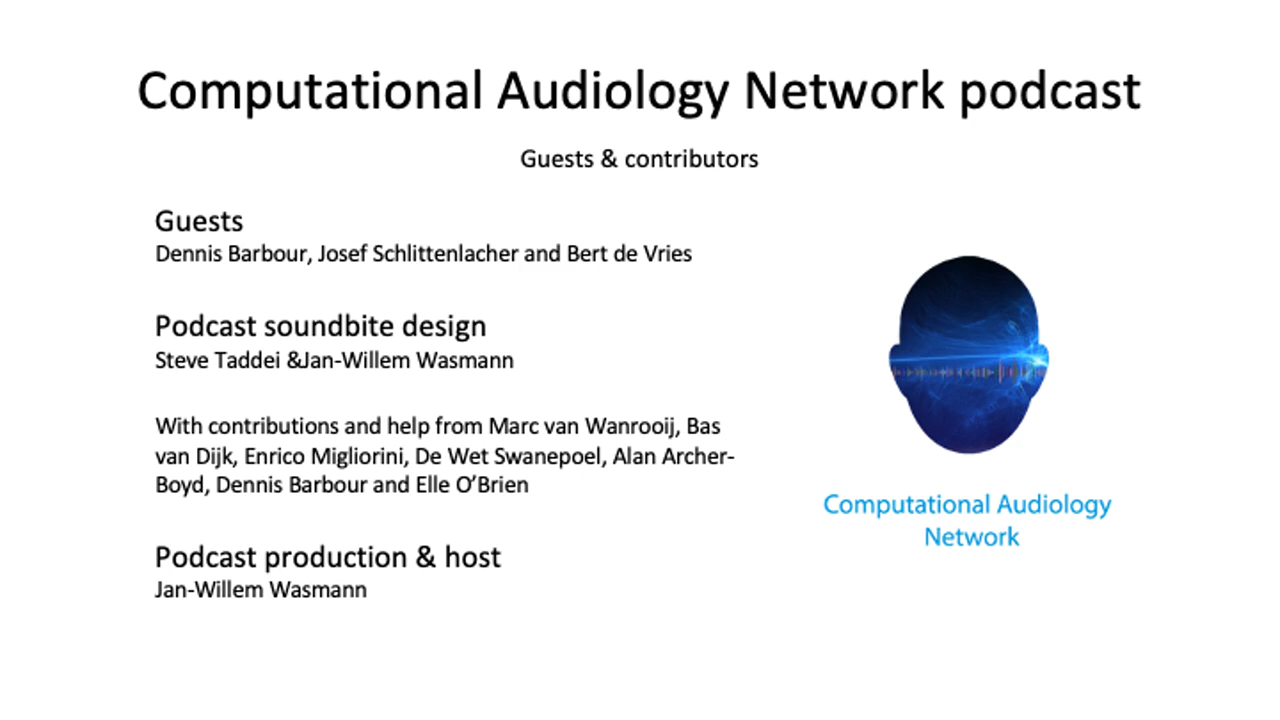 Computational Audiology Network podcast
Guests & contributors
Guests
Dennis Barbour, Josef Schlittenlacher and Bert de Vries
Podcast soundbite design
Steve Taddei &Jan-Willem Wasmann
With contributions and help from Marc van Wanrooij, Bas
van Dijk, Enrico Migliorini, De Wet Swanepoel, Alan Archer-
Boyd, Dennis Barbour and Elle O’Brien
Podcast production & host
Jan-Willem Wasmann
Computational Audiology
Network